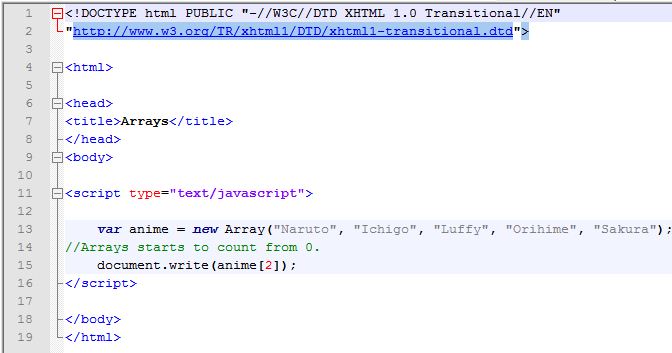 1 <!DOCTYPE html PUBLIC "-//W3C//DTD XHTML 1.0 Transitional//EN"
2 "http://www.w3.org/TR/xhtml1/DTD/xhtml1-transitional.dtd">
3
4 <html>
5
6 <head>
7 <title>Arrays</title>
8 </head>
9 <body>
10
11 <script type="text/javascript">
12
13 var anime = new Array("Naruto", "Ichigo", "Luffy", "Orihime", "Sakura");
14 //Arrays starts to count from 0.
15 document.write(anime[2]);
16 </script>
17
18 </body>
19 </html>